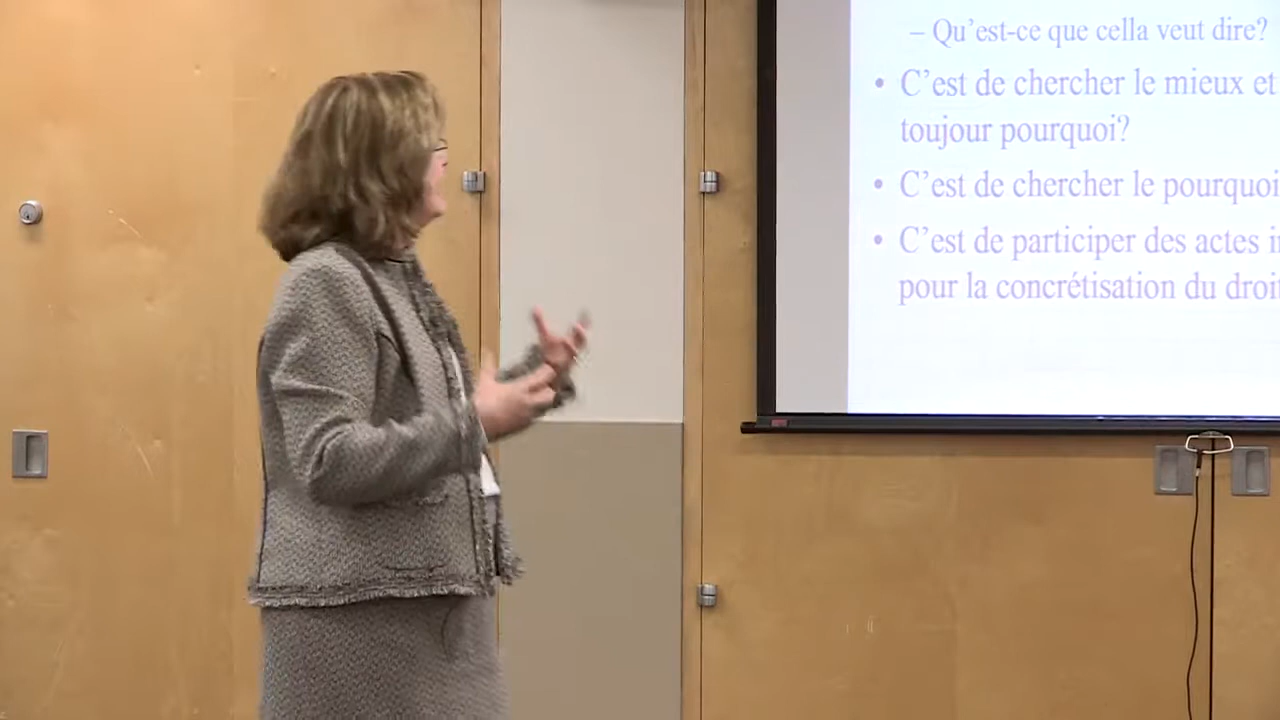 – Qu’est-ce que cella veut dire?
• C’est de chercher le mieux et
toujour pourquoi?
• C’est de chercher le pourquoi
• C’est de participer des actes
pour la concrétisation du droit